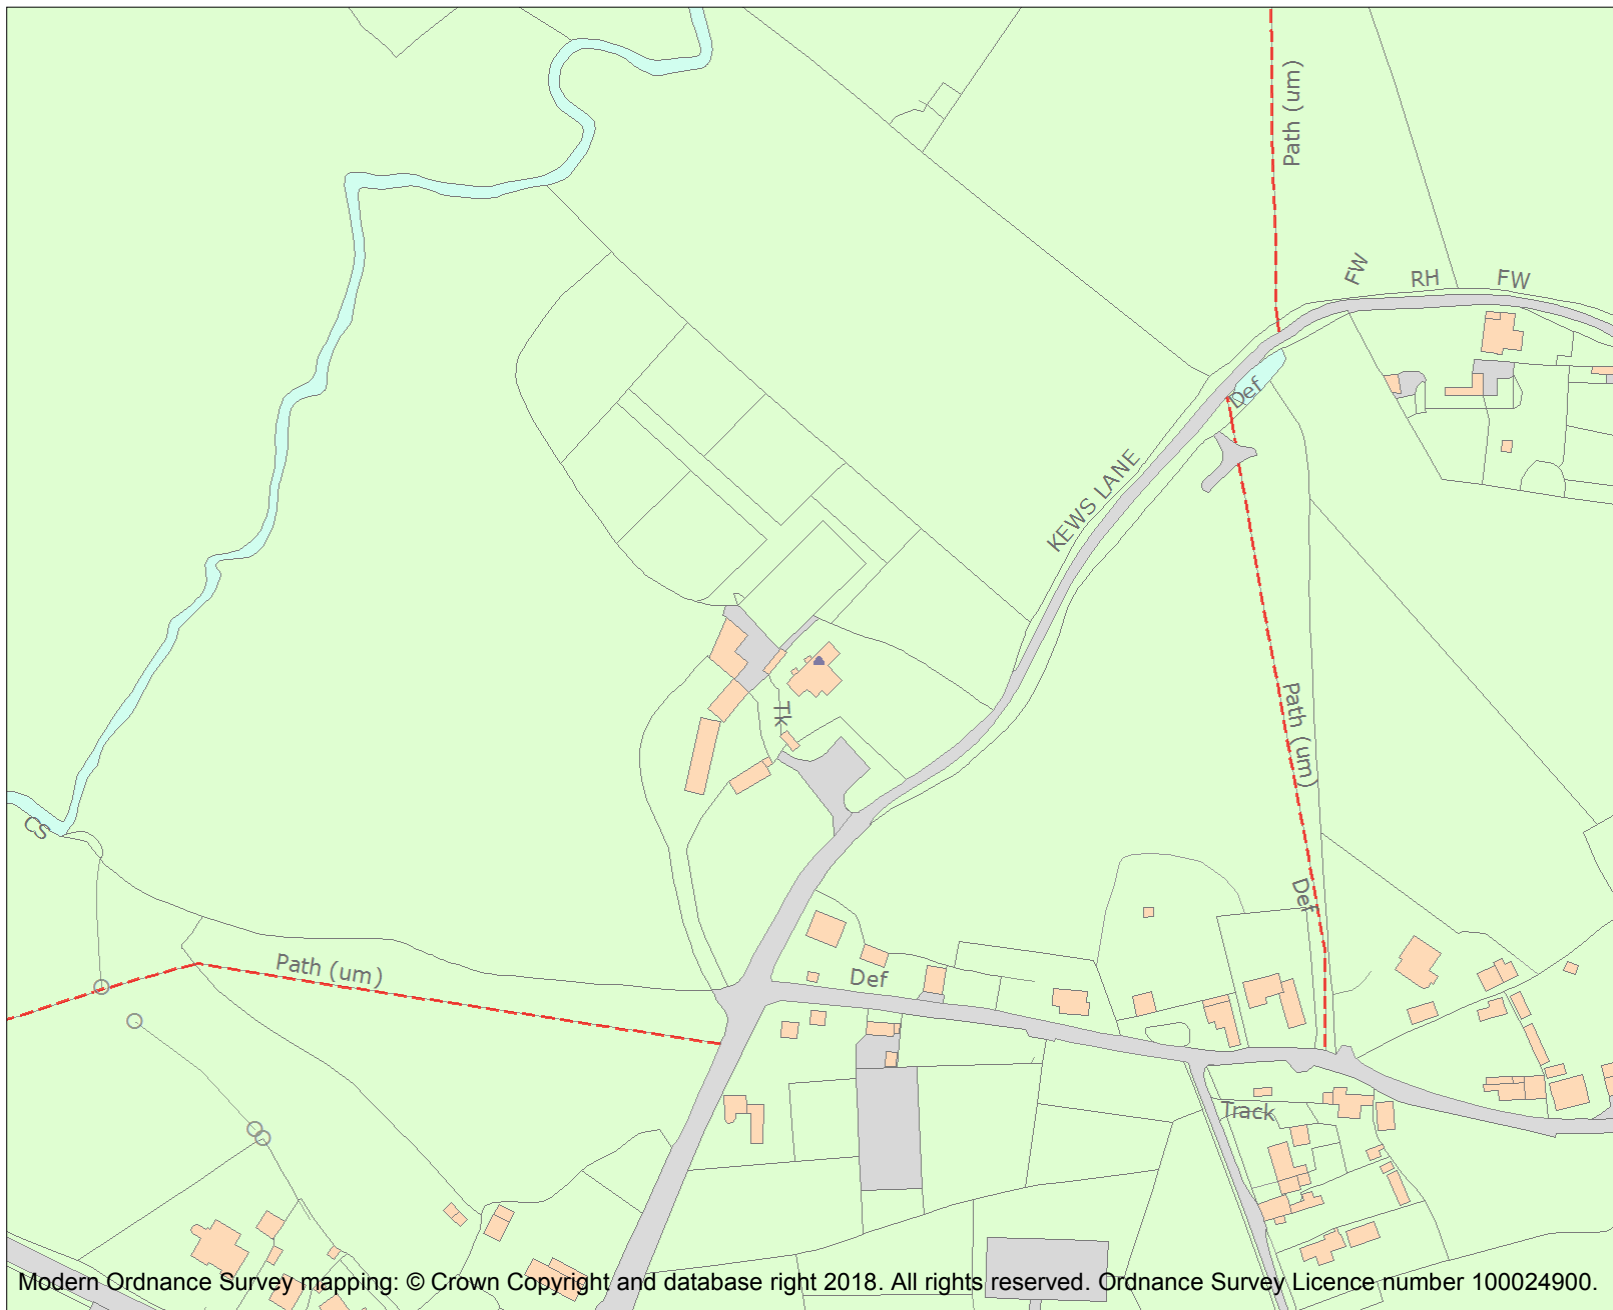 Path (um)
FW
RH
FW
Def
KEWS LANE
Path (um)
Tk
CS
Def
Path (um)
Def
Track
Modern Ordnance Survey mapping: © Crown Copyright and database right 2018. All rights reserved. Ordnance Survey Licence number 100024900.